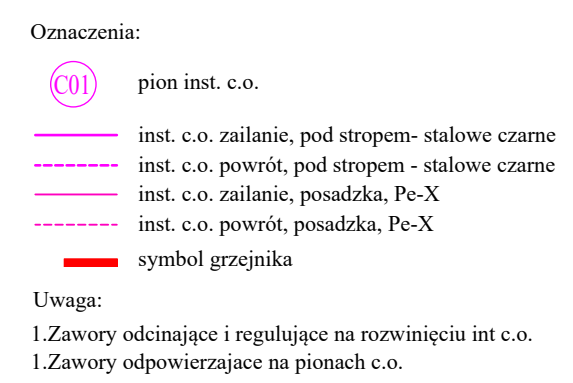 Oznaczenia:
C01 pion inst. c.o.
inst. c.o. zailanie, pod stropem- stalowe czarne
inst. c.o. powrót, pod stropem - stalowe czarne
inst. c.o. zailanie, posadzka, Pe-X
inst. c.o. powrót, posadzka, Pe-X
symbol grzejnika
Uwaga:
1.Zawory odcinające i regulujące na rozwinięciu int c.o.
1.Zawory odpowierzajace na pionach c.o.